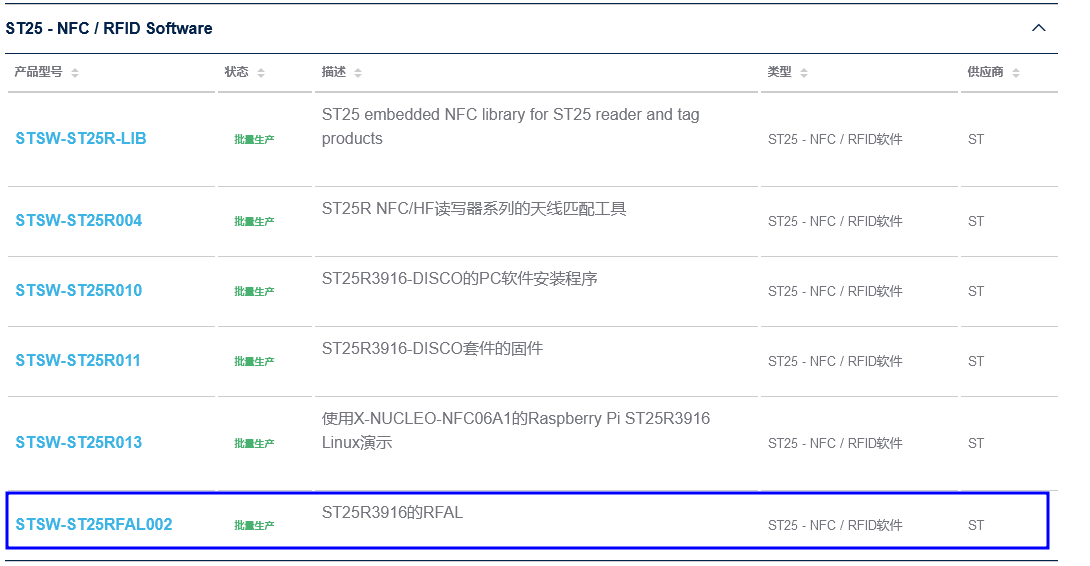 ST25 - NFC / RFID Software
产品型号 状态 描述 类型 供应商
ST25 embedded NFC library for ST25 reader and tag
products
STSW-ST25R-LIB 批量生产 ST25 - NFC / RFID软件 ST
ST25R NFC/HF读写器系列的天线匹配工具
STSW-ST25R004 批量生产 ST25 - NFC / RFID软件 ST
ST25R3916-DISCO的PC软件安装程序
STSW-ST25R010 批量生产 ST25 - NFC / RFID软件 ST
ST25R3916-DISCO套件的固件
STSW-ST25R011 批量生产 ST25 - NFC / RFID软件 ST
使用X-NUCLEO-NFC06A1的Raspberry Pi ST25R3916
Linux演示
STSW-ST25R013 批量生产 ST25 - NFC / RFID软件 ST
ST25R3916的RFAL
STSW-ST25RFAL002 批量生产 ST25 - NFC / RFID软件 ST